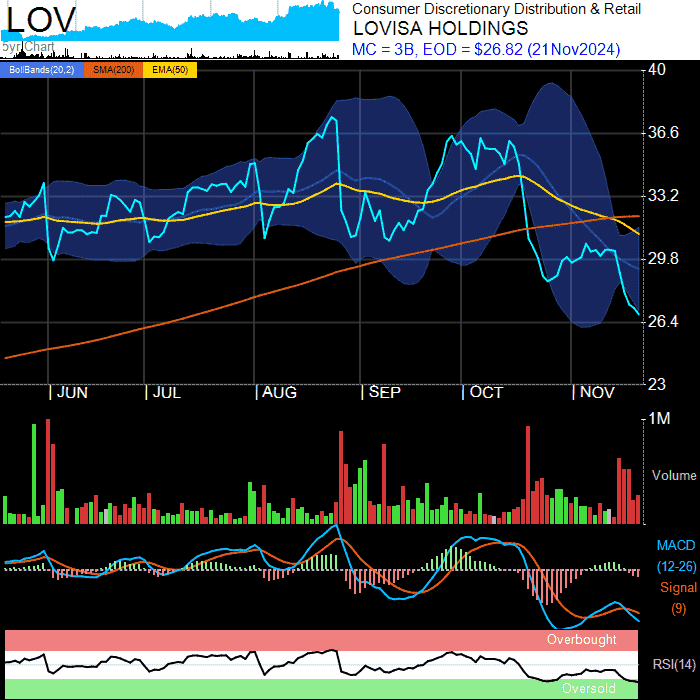 LOV
5yr Chart
Consumer Discretionary Distribution & Retail
LOVISA HOLDINGS
MC = 3B, EOD = $26.82 (21Nov2024)
BollBands(20,2) SMA(200) EMA(50)
40
36.6
33.2
29.8
26.4
23
JUN JUL AUG SEP OCT NOV
1M
Volume
MACD
(12-26)
Signal
(9)
Overbought
RSI(14)
Oversold